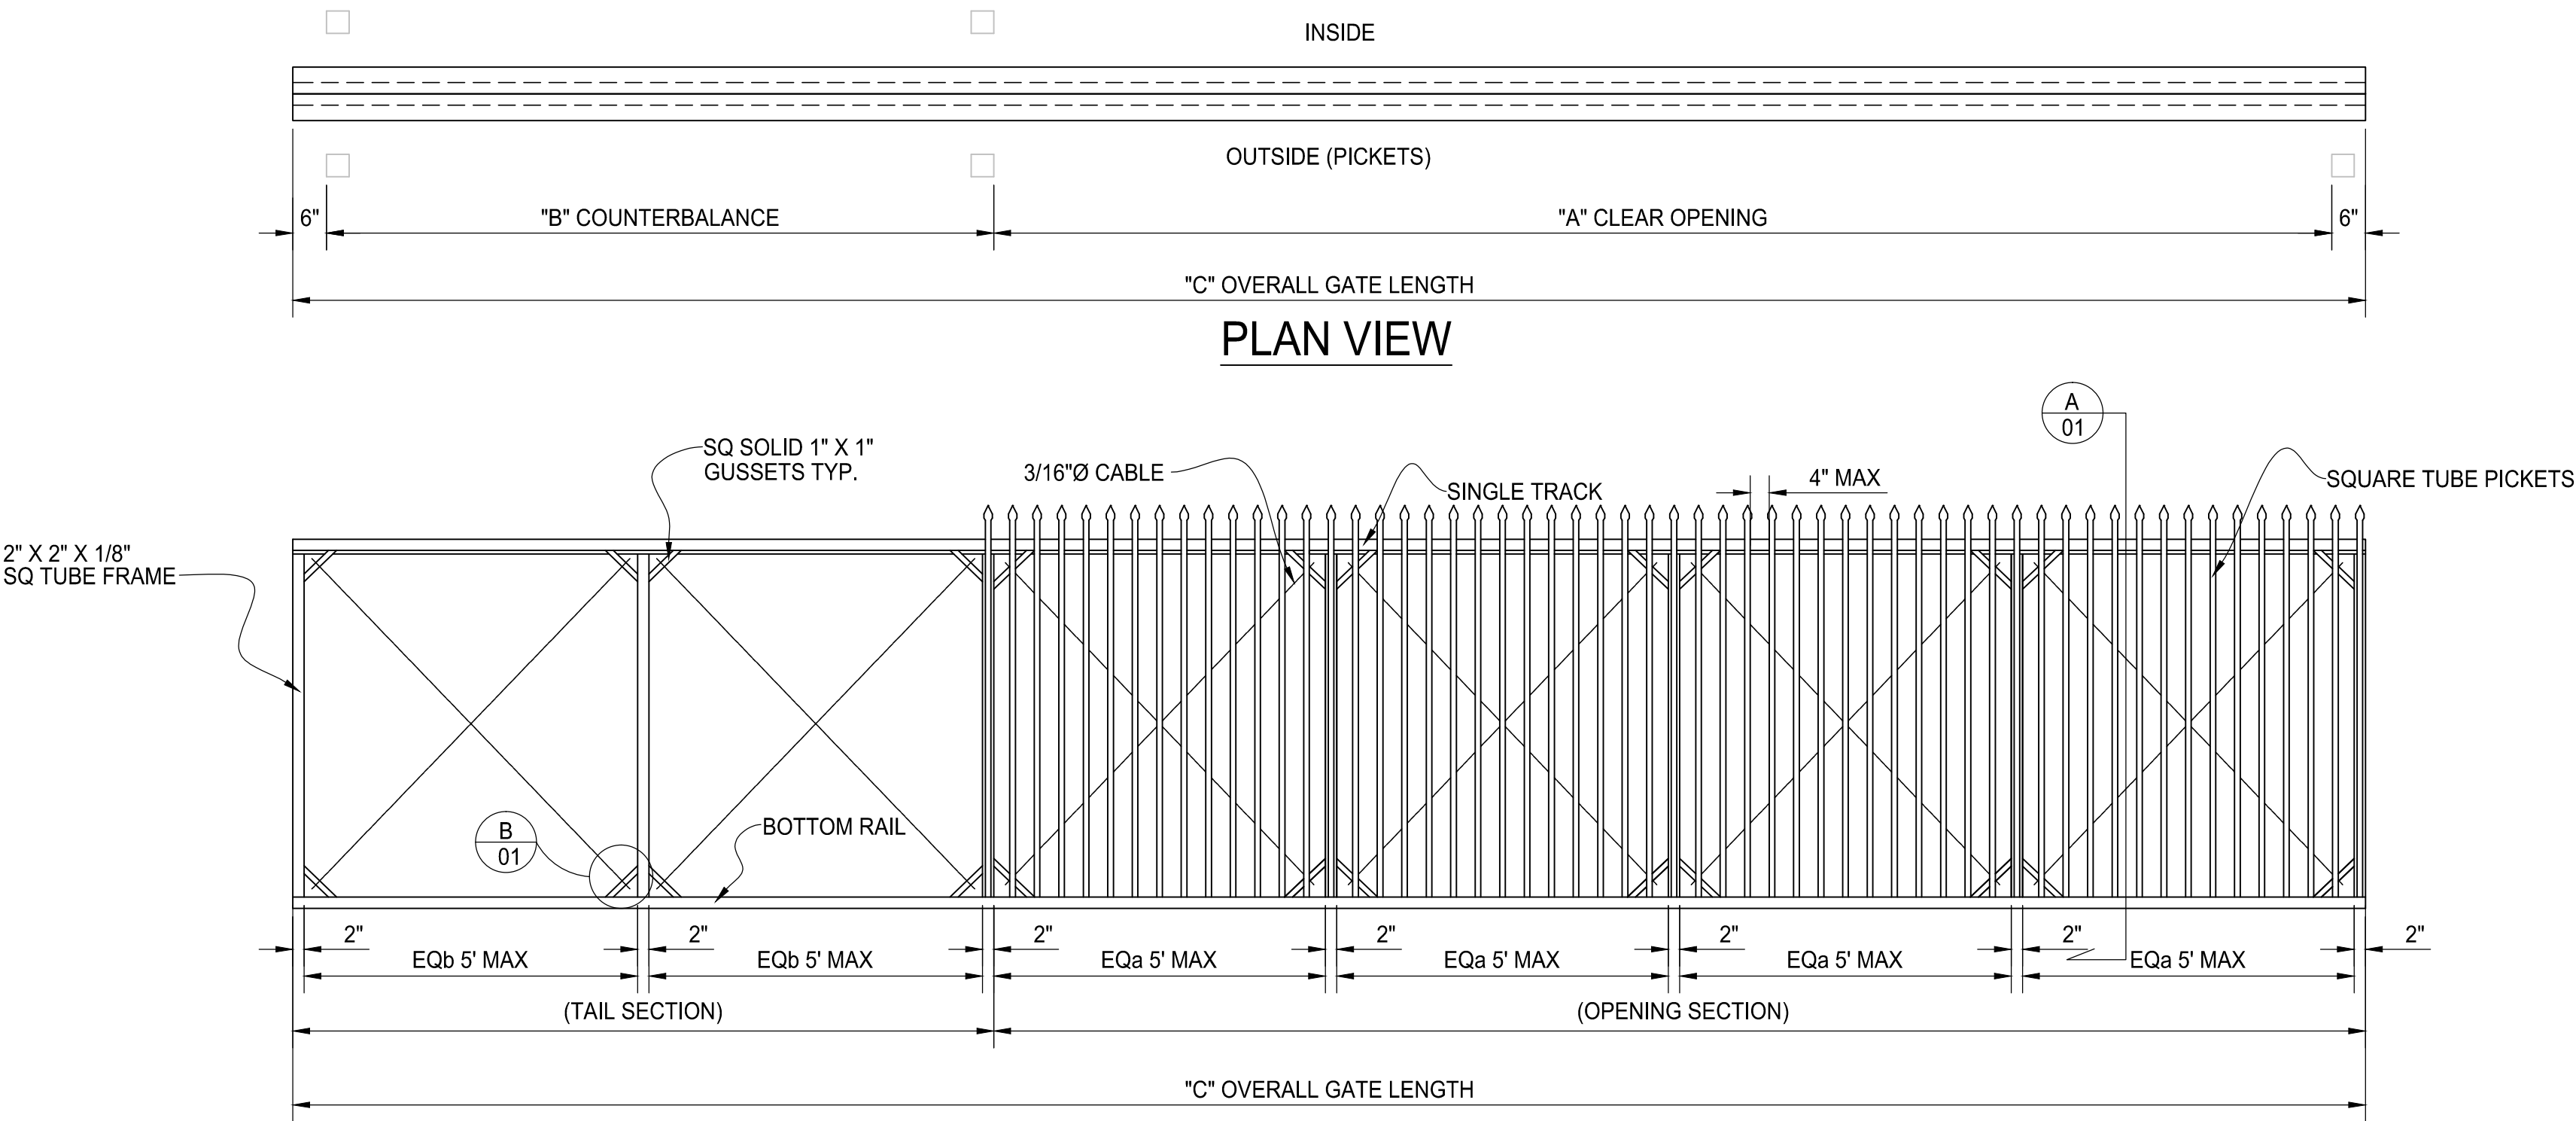 INSIDE
OUTSIDE (PICKETS)
6"
"B" COUNTERBALANCE
"A" CLEAR OPENING
6"
"C" OVERALL GATE LENGTH
PLAN VIEW
A
01
SQ SOLID 1" X 1"
GUSSETS TYP.
3/16"Ø CABLE
SINGLE TRACK
4" MAX
SQUARE TUBE PICKETS
2" X 2" X 1/8"
SQ TUBE FRAME
B
01
BOTTOM RAIL
2"
2"
2"
2"
2"
2"
2"
EQb 5' MAX
EQb 5' MAX
EQa 5' MAX
EQa 5' MAX
EQa 5' MAX
EQa 5' MAX
(TAIL SECTION)
(OPENING SECTION)
"C" OVERALL GATE LENGTH